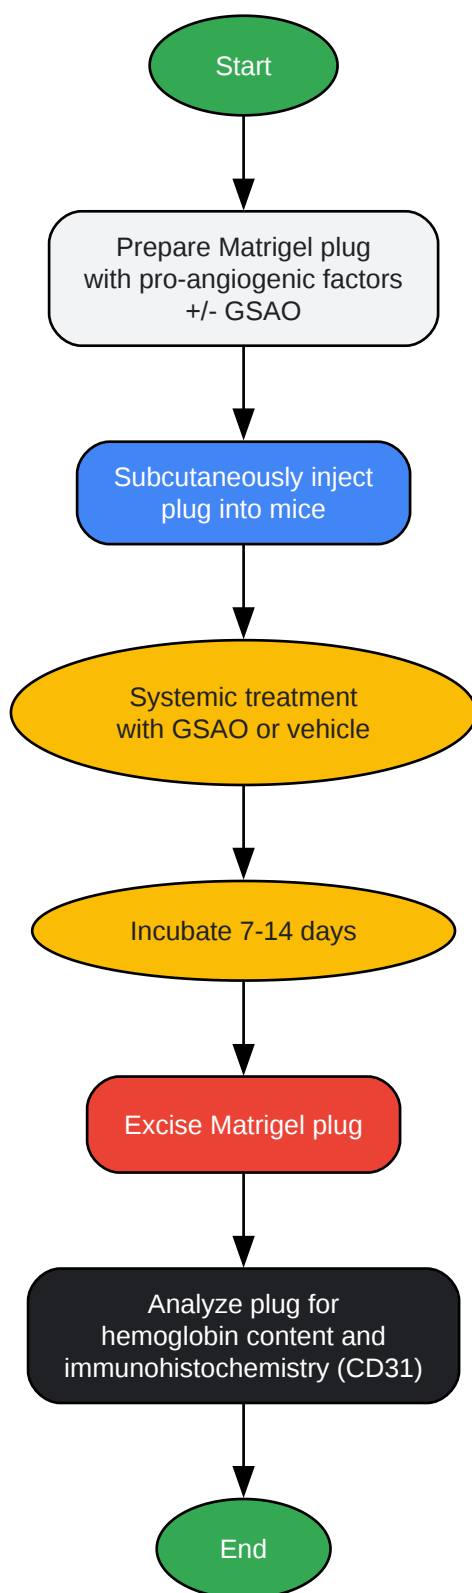 Start
Prepare Matrigel plug
with pro-angiogenic factors
+/- GSAO
Subcutaneously inject
plug into mice
Systemic treatment
with GSAO or vehicle
Incubate 7-14 days
Excise Matrigel plug
Analyze plug for
hemoglobin content and
immunohistochemistry (CD31)
End